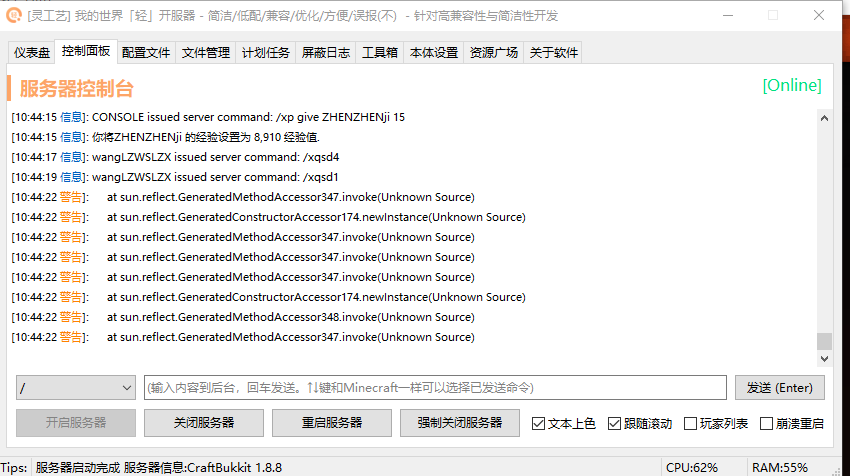 [灵工艺] 我的世界「轻」开服器 - 简洁/低配/兼容/优化/方便/误报(不) - 针对高兼容性与简洁性开发
仪表盘 控制面板 配置文件 文件管理 计划任务 屏蔽日志 工具箱 本体设置 资源广场 关于软件
服务器控制台 [Online]
[10:44:15 信息]: CONSOLE issued server command: /xp give ZHENZHENji 15
[10:44:15 信息]: 你将ZHENZHENji 的经验设置为 8,910 经验值.
[10:44:17 信息]: wangLZWSLZX issued server command: /xqsd4
[10:44:19 信息]: wangLZWSLZX issued server command: /xqsd1
[10:44:22 警告]: at sun.reflect.GeneratedMethodAccessor347.invoke(Unknown Source)
[10:44:22 警告]: at sun.reflect.GeneratedConstructorAccessor174.newInstance(Unknown Source)
[10:44:22 警告]: at sun.reflect.GeneratedMethodAccessor347.invoke(Unknown Source)
[10:44:22 警告]: at sun.reflect.GeneratedMethodAccessor347.invoke(Unknown Source)
[10:44:22 警告]: at sun.reflect.GeneratedMethodAccessor347.invoke(Unknown Source)
[10:44:22 警告]: at sun.reflect.GeneratedConstructorAccessor174.newInstance(Unknown Source)
[10:44:22 警告]: at sun.reflect.GeneratedMethodAccessor348.invoke(Unknown Source)
[10:44:22 警告]: at sun.reflect.GeneratedMethodAccessor347.invoke(Unknown Source)
/ (输入内容到后台，回车发送。↑↓键和Minecraft一样可以选择已发送命令) 发送 (Enter)
开启服务器 关闭服务器 重启服务器 强制关闭服务器 文本上色 跟随滚动 玩家列表 崩溃重启
Tips: 服务器启动完成 服务器信息:CraftBukkit 1.8.8 CPU:62% RAM:55%